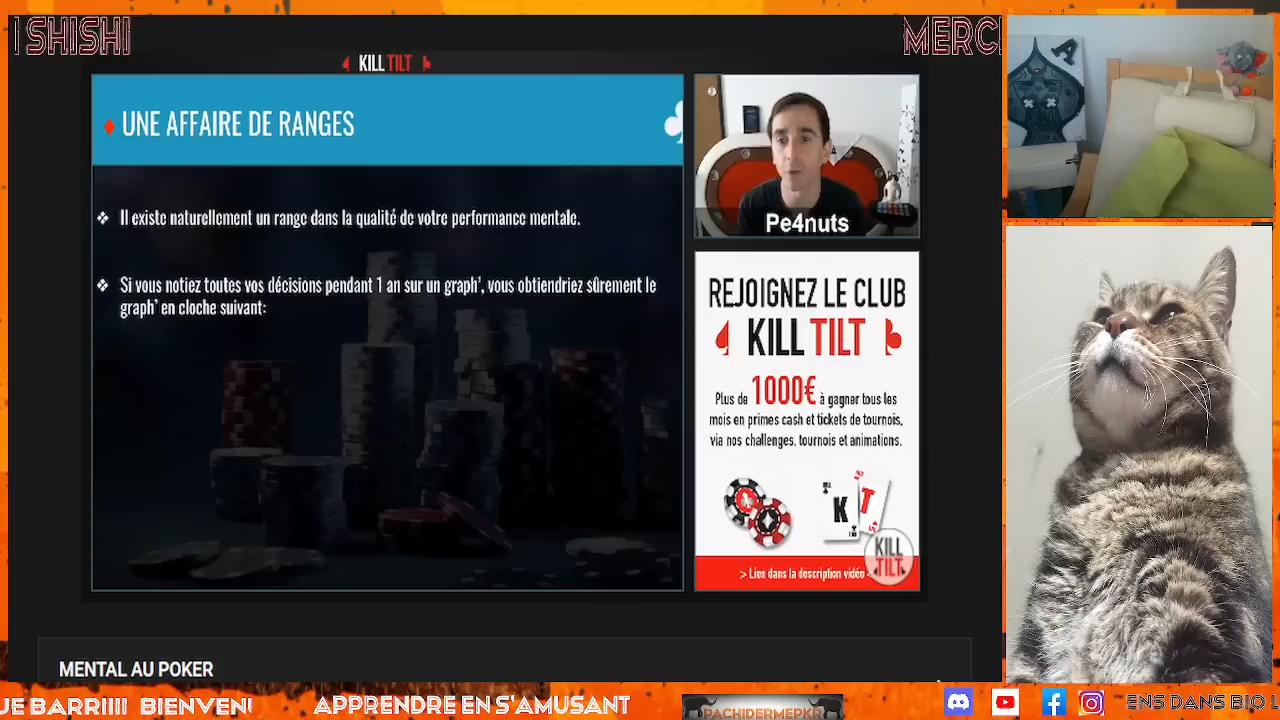 I SHISHI
MERCI
KILL TILT
UNE AFFAIRE DE RANGES
❖ Il existe naturellement un range dans la qualité de votre performance mentale.
❖ Si vous notiez toutes vos décisions pendant 1 an sur un graph', vous obtiendriez sûrement le
graph' en cloche suivant:
Pe4nuts
A
REJOIGNEZ LE CLUB
KILL TILT
Plus de 1000€ à gagner tous les
mois en primes cash et tickets de tournois,
via nos challenges, tournois et animations.
K T
KILL
TILT
> Lien dans la description vidéo
MENTAL AU POKER
UE BARRIIII BIENVENU
APPRENDRE EN S'AMUSANT
PACHIDERMEPKR
ENS DANS BIO L